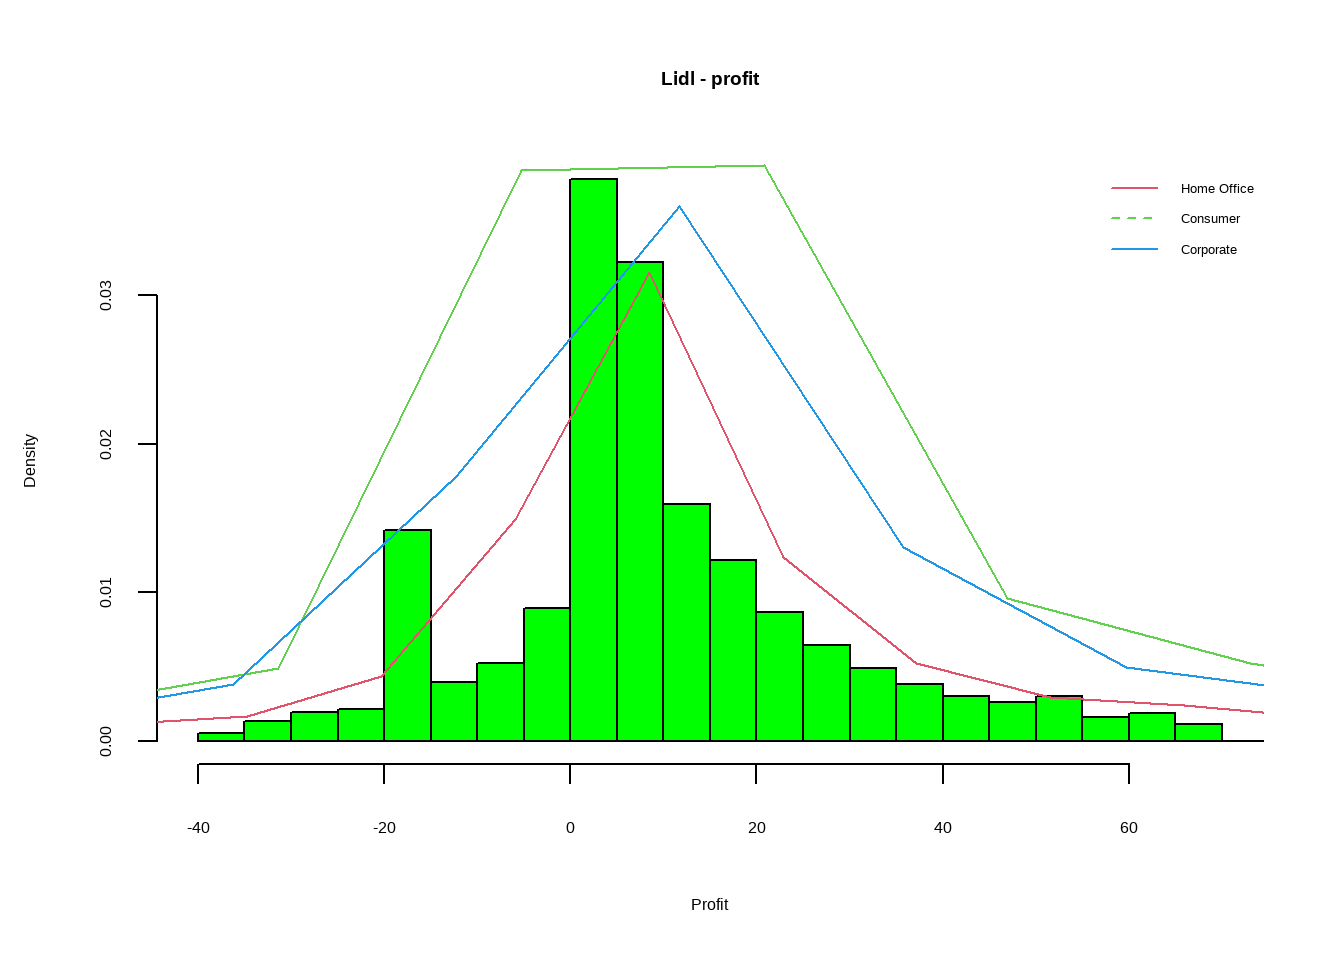 Lidl - profit
Home Office
Consumer
Corporate
Density
0.03
0.02
0.01
0.00
-40 -20 0 20 40 60
Profit